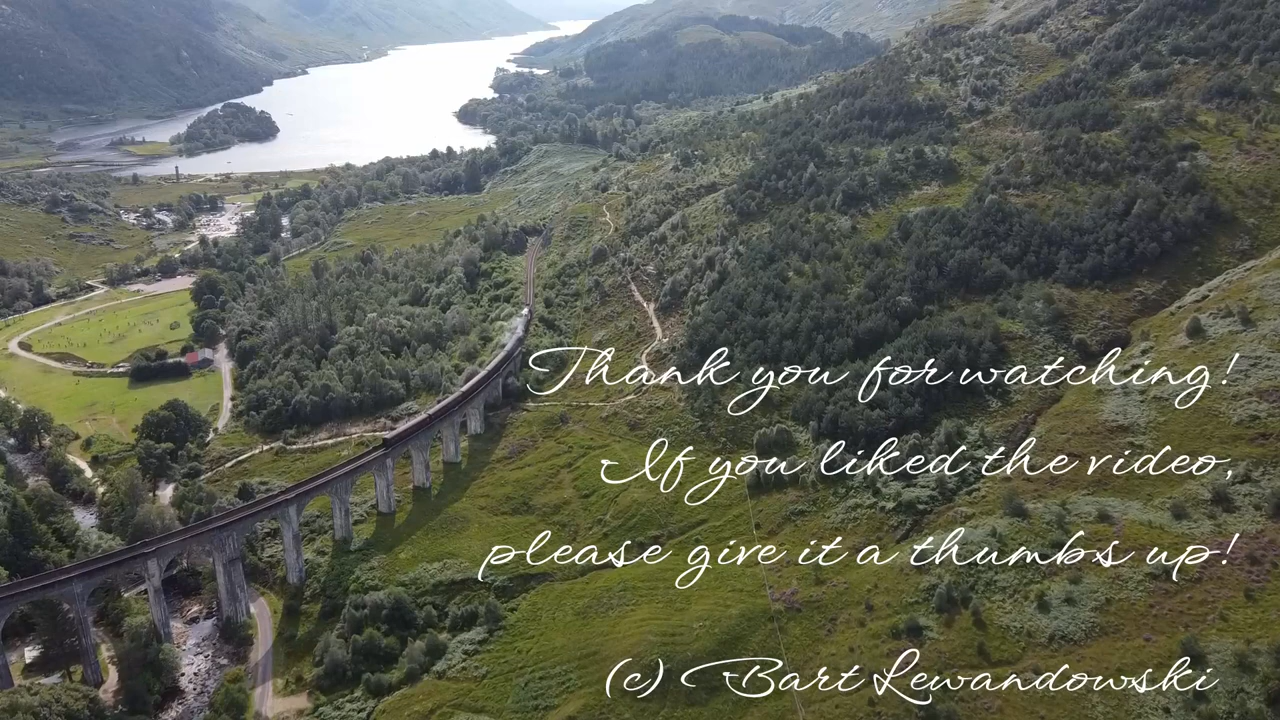 Thank you for watching!
If you liked the video,
please give it a thumbs up!
(c) Bart Lewandowski